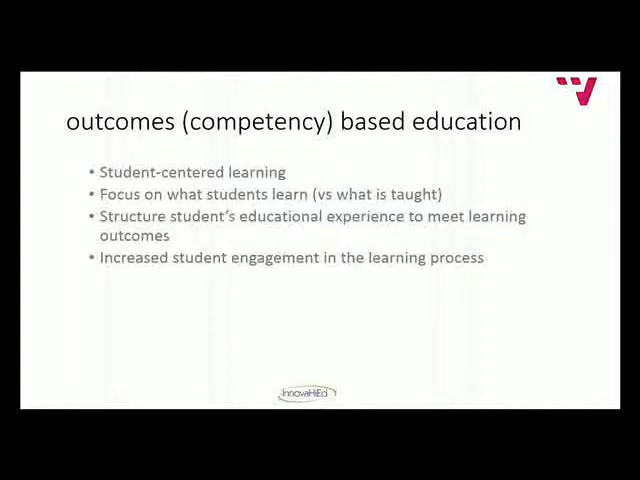 outcomes (competency) based education
• Student-centered learning
• Focus on what students learn (vs what is taught)
• Structure student's educational experience to meet learning
outcomes
• Increased student engagement in the learning process
InnovaHiEd